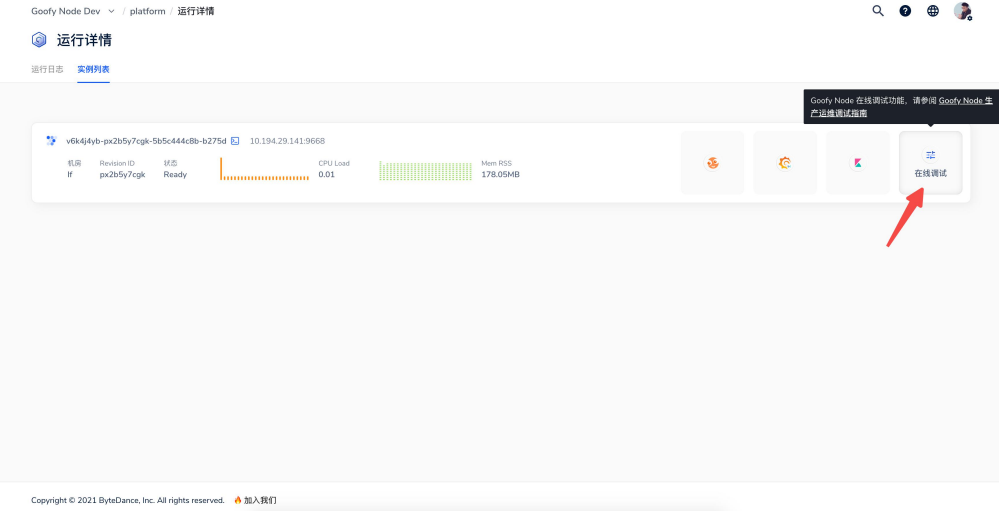 Goofy Node Dev / platform / 运行详情
运行详情
运行日志 实例列表
Goofy Node 在线调试功能，请参阅 Goofy Node 生
产运维调试指南
v6k4j4yb-px2b5y7cgk-5b5c444c8b-b275d 10.194.29.141:9668
机房 Revision ID 状态 CPU Load Mem RSS
lf px2b5y7cgk Ready 0.01 178.05MB
在线调试
Copyright © 2021 ByteDance, Inc. All rights reserved. 🔥加入我们